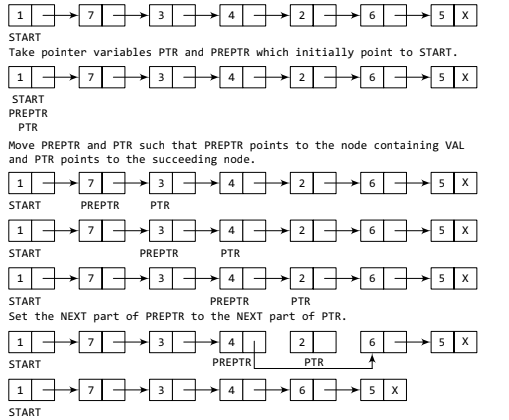 1 7 3 4 2 6 5 X
START
Take pointer variables PTR and PREPTR which initially point to START.
1 7 3 4 2 6 5 X
START
PREPTR
PTR
Move PREPTR and PTR such that PREPTR points to the node containing VAL
and PTR points to the succeeding node.
1 7 3 4 2 6 5 X
START PREPTR PTR
1 7 3 4 2 6 5 X
START PREPTR PTR
1 7 3 4 2 6 5 X
START PREPTR PTR
Set the NEXT part of PREPTR to the NEXT part of PTR.
1 7 3 4 2 6 5 X
START PREPTR PTR
1 7 3 4 6 5 X
START